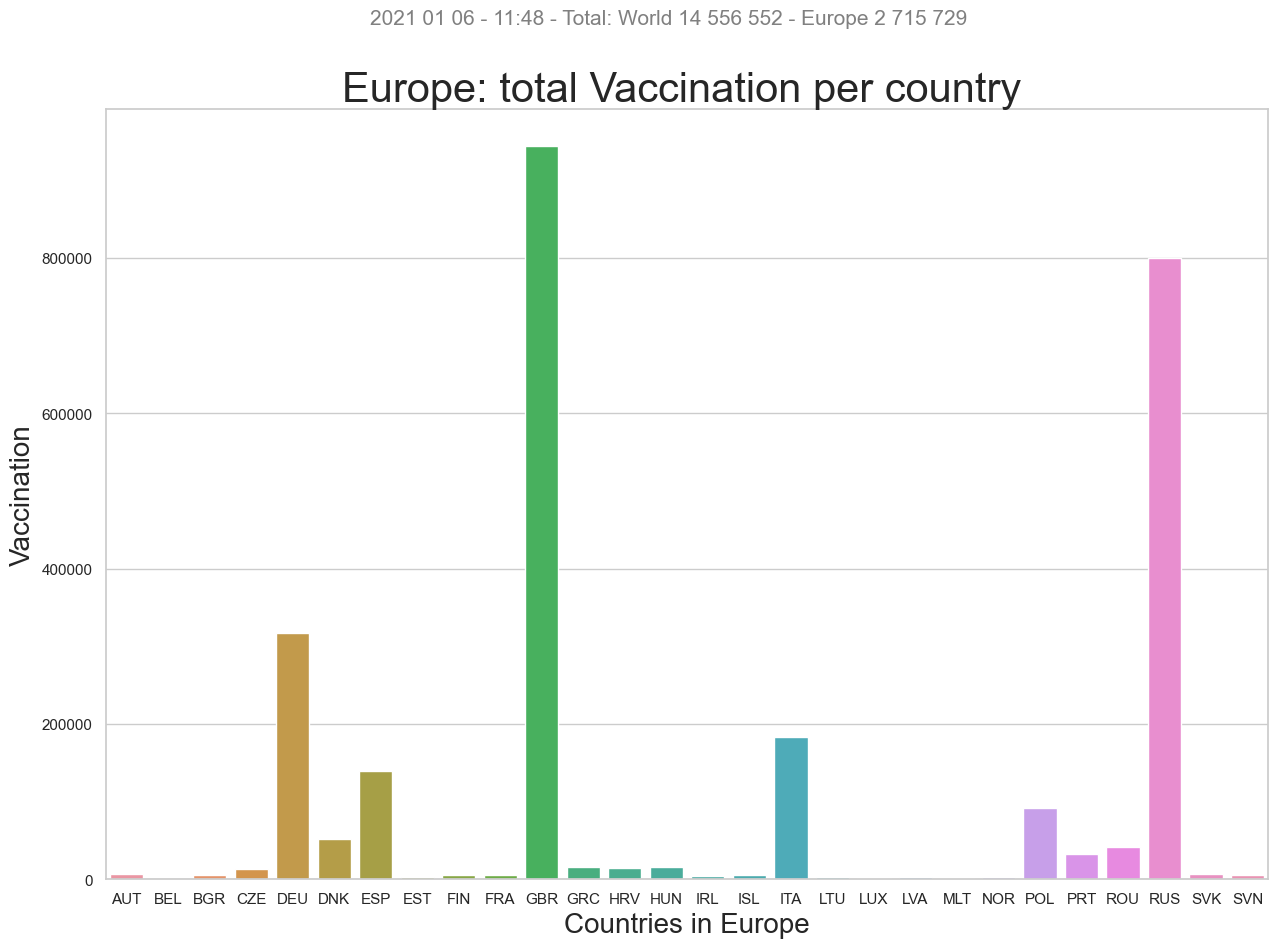 2021 01 06 - 11:48 - Total: World 14 556 552 - Europe 2 715 729
Europe: total Vaccination per country
Vaccination
800000
600000
400000
200000
0
AUT BEL BGR CZE DEU DNK ESP EST FIN FRA GBR GRC HRV HUN IRL ISL ITA LTU LUX LVA MLT NOR POL PRT ROU RUS SVK SVN
Countries in Europe